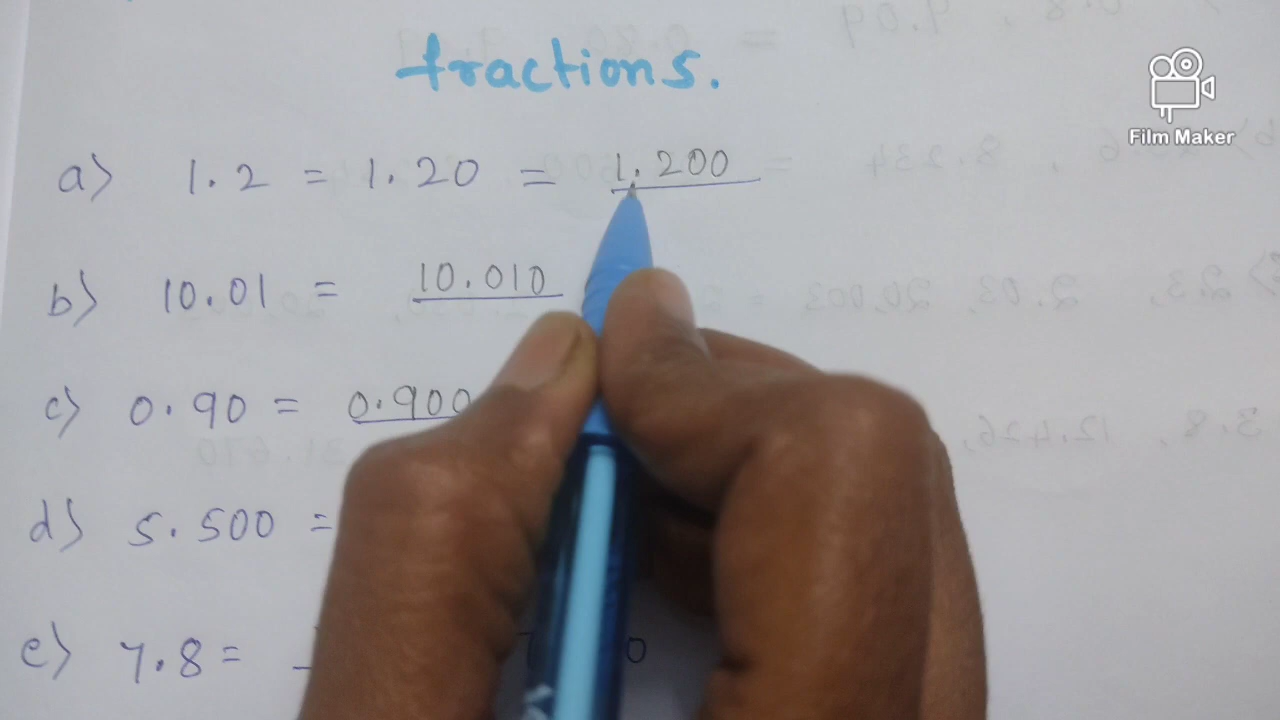 fractions.
Film Maker
a) 1.2 = 1.20 = 1.200
b) 10.01 = 10.010
c) 0.90 = 0.900
d) 5.500 =
e) 7.8 =